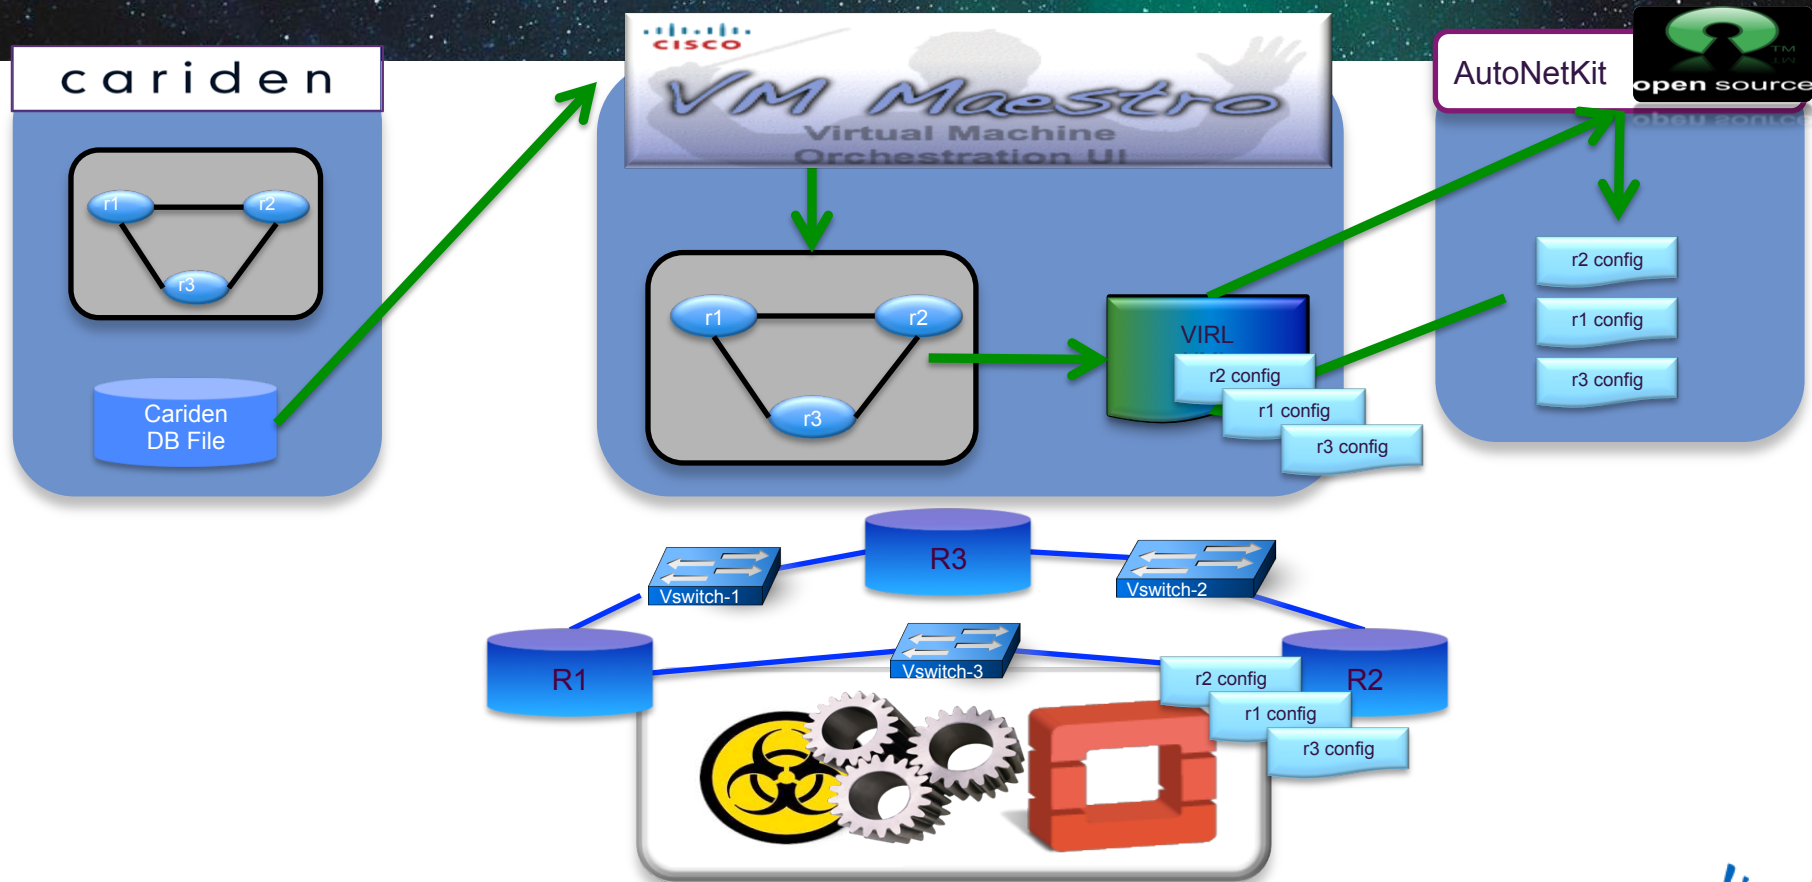 cariden
r1
r2
r3
Cariden
DB File
CISCO
VM Maestro
Virtual Machine
Orchestration UI
r1
r2
r3
VIRL
r2 config
r1 config
r3 config
AutoNetKit
open source
TM
r2 config
r1 config
r3 config
R3
Vswitch-1
Vswitch-2
R1
Vswitch-3
R2
r2 config
r1 config
r3 config